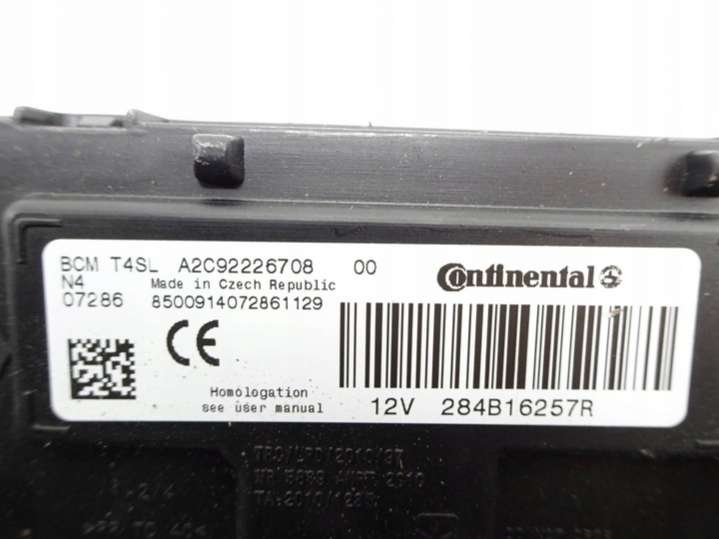 BCM T4SL A2C92226708 00
N4 Made in Czech Republic
07286 8500914072861129
Continental
CE
Homologation
see user manual
12V 284B16257R